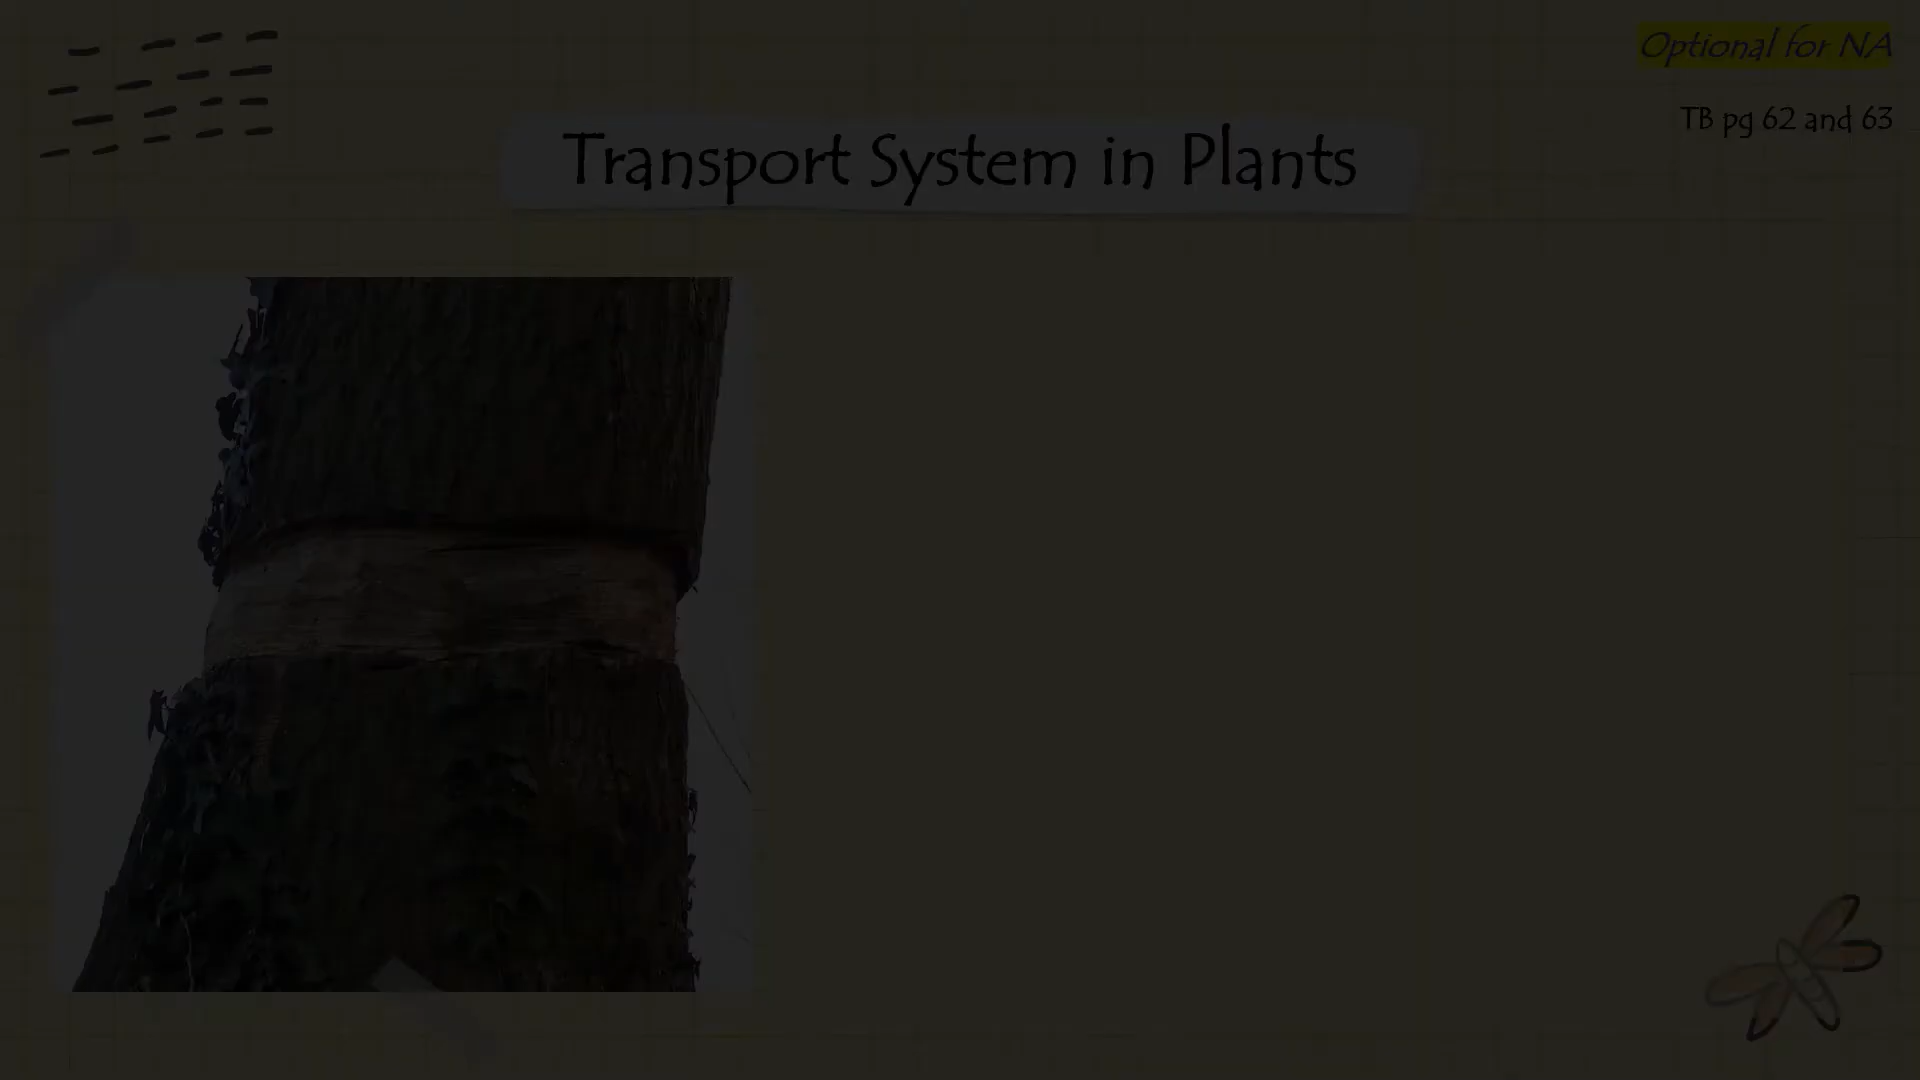 Optional for NA
TB pg 62 and 63
Transport System in Plants